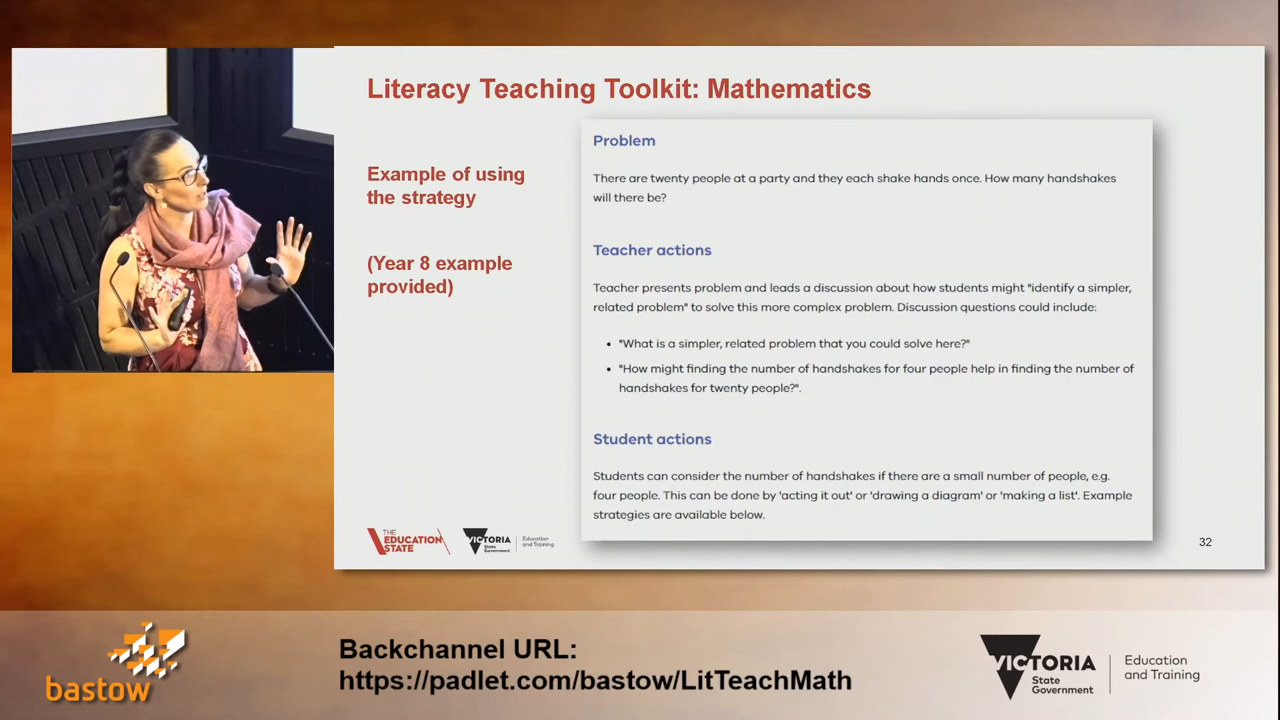 Literacy Teaching Toolkit: Mathematics
Example of using
the strategy
(Year 8 example
provided)
Problem
There are twenty people at a party and they each shake hands once. How many handshakes
will there be?
Teacher actions
Teacher presents problem and leads a discussion about how students might "identify a simpler,
related problem" to solve this more complex problem. Discussion questions could include:
• "What is a simpler, related problem that you could solve here?"
• "How might finding the number of handshakes for four people help in finding the number of
handshakes for twenty people?".
Student actions
Students can consider the number of handshakes if there are a small number of people, e.g.
four people. This can be done by 'acting it out' or 'drawing a diagram' or 'making a list'. Example
strategies are available below.
THE
EDUCATION
STATE
VICTORIA
State
Government
Education
and Training
32
bastow
Backchannel URL:
https://padlet.com/bastow/LitTeachMath
VICTORIA
State
Government
Education
and Training